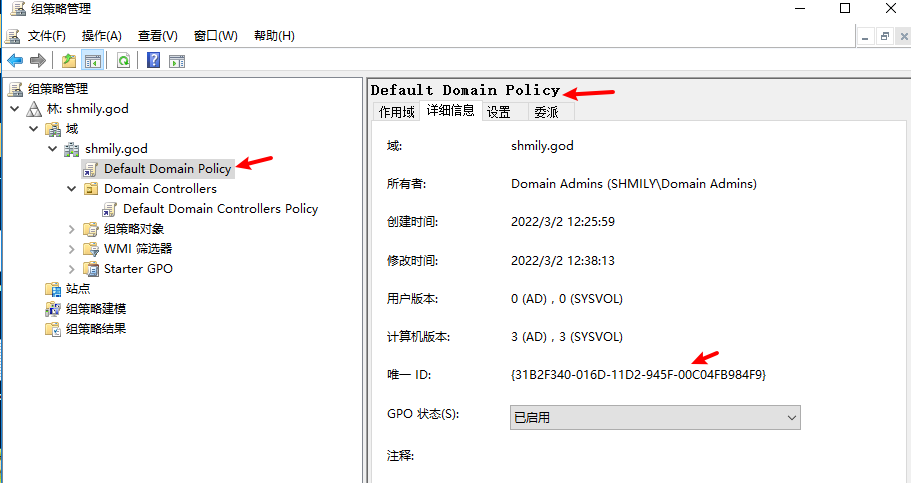 组策略管理
文件(F) 操作(A) 查看(V) 窗口(W) 帮助(H)
组策略管理
林: shmily.god
域
shmily.god
Default Domain Policy
Domain Controllers
Default Domain Controllers Policy
组策略对象
WMI 筛选器
Starter GPO
站点
组策略建模
组策略结果
Default Domain Policy
作用域 详细信息 设置 委派
域: shmily.god
所有者: Domain Admins (SHMILY\Domain Admins)
创建时间: 2022/3/2 12:25:59
修改时间: 2022/3/2 12:38:13
用户版本: 0 (AD)，0 (SYSVOL)
计算机版本: 3 (AD)，3 (SYSVOL)
唯一 ID: {31B2F340-016D-11D2-945F-00C04FB984F9}
GPO 状态(S): 已启用
注释: